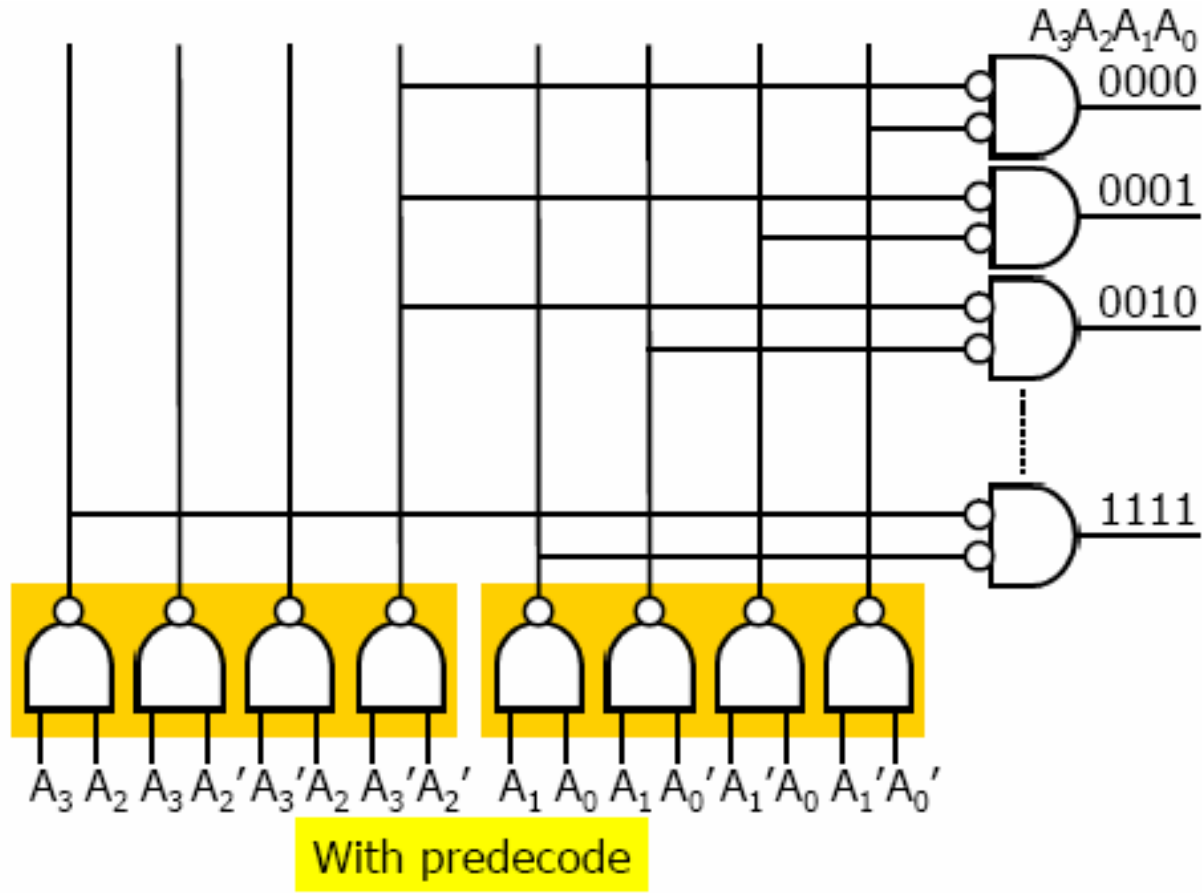 A₃A₂A₁A₀
0000
0001
0010
1111
A₃ A₂ A₃ A₂' A₃'A₂ A₃'A₂' A₁ A₀ A₁ A₀' A₁'A₀ A₁'A₀'
With predecode